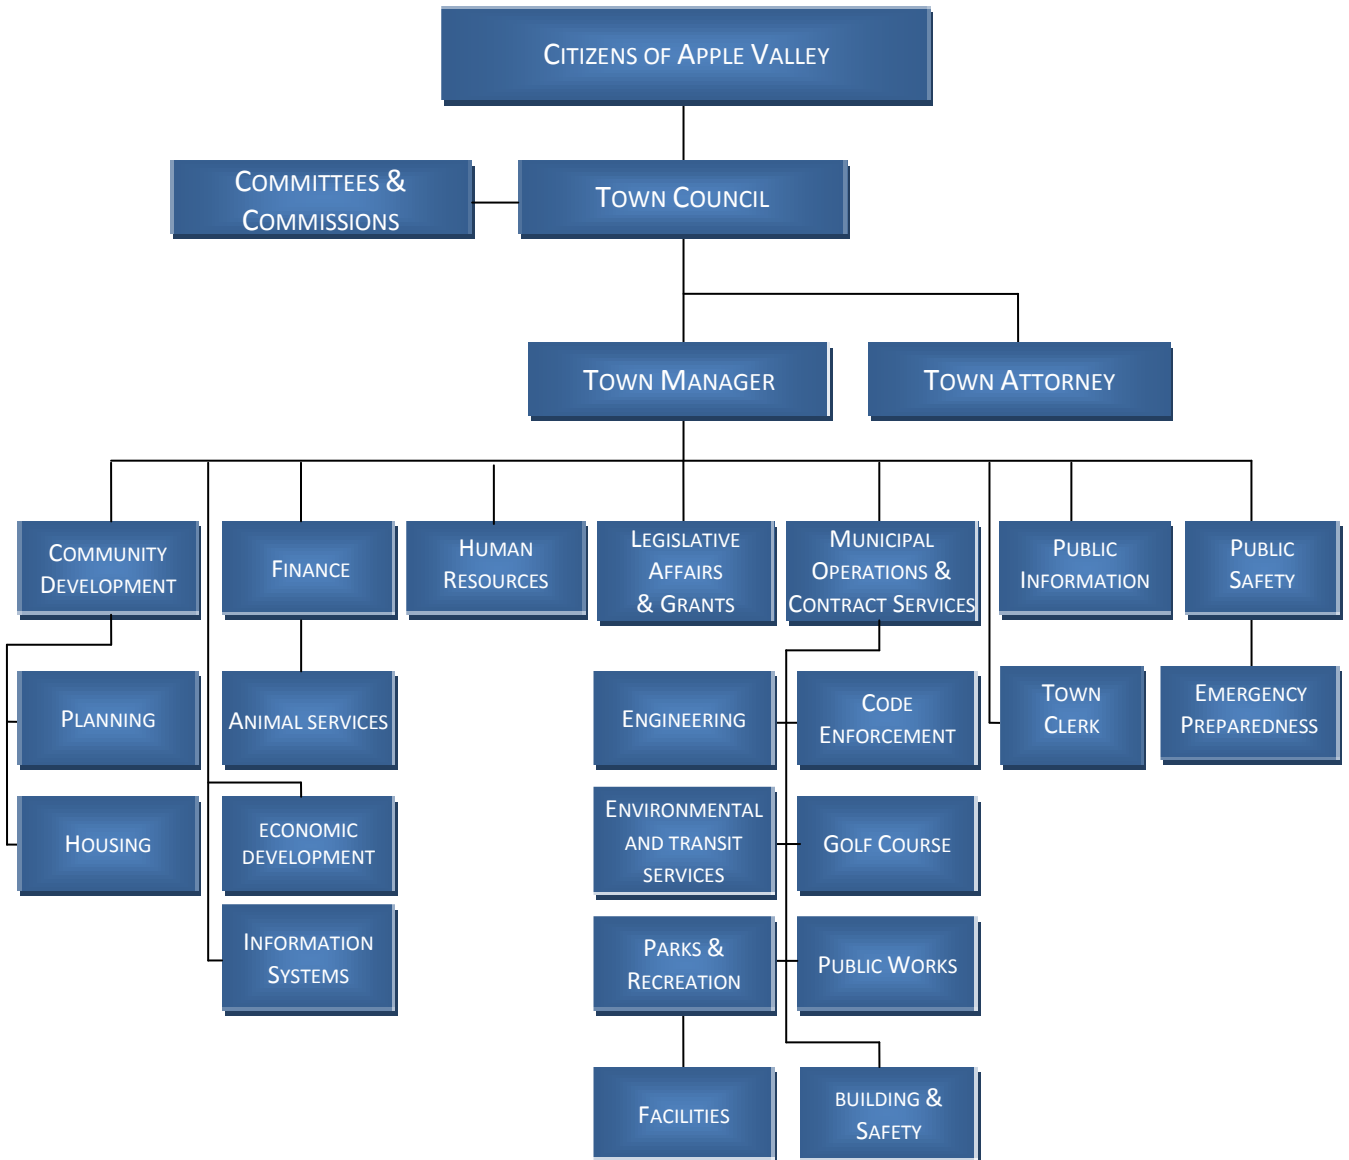 CITIZENS OF APPLE VALLEY
COMMITTEES &
COMMISSIONS
TOWN COUNCIL
TOWN MANAGER
TOWN ATTORNEY
COMMUNITY
DEVELOPMENT
FINANCE
HUMAN
RESOURCES
LEGISLATIVE
AFFAIRS
& GRANTS
MUNICIPAL
OPERATIONS &
CONTRACT SERVICES
PUBLIC
INFORMATION
PUBLIC
SAFETY
PLANNING
ANIMAL SERVICES
ENGINEERING
CODE
ENFORCEMENT
TOWN
CLERK
EMERGENCY
PREPAREDNESS
HOUSING
ECONOMIC
DEVELOPMENT
ENVIRONMENTAL
AND TRANSIT
SERVICES
GOLF COURSE
INFORMATION
SYSTEMS
PARKS &
RECREATION
PUBLIC WORKS
FACILITIES
BUILDING &
SAFETY